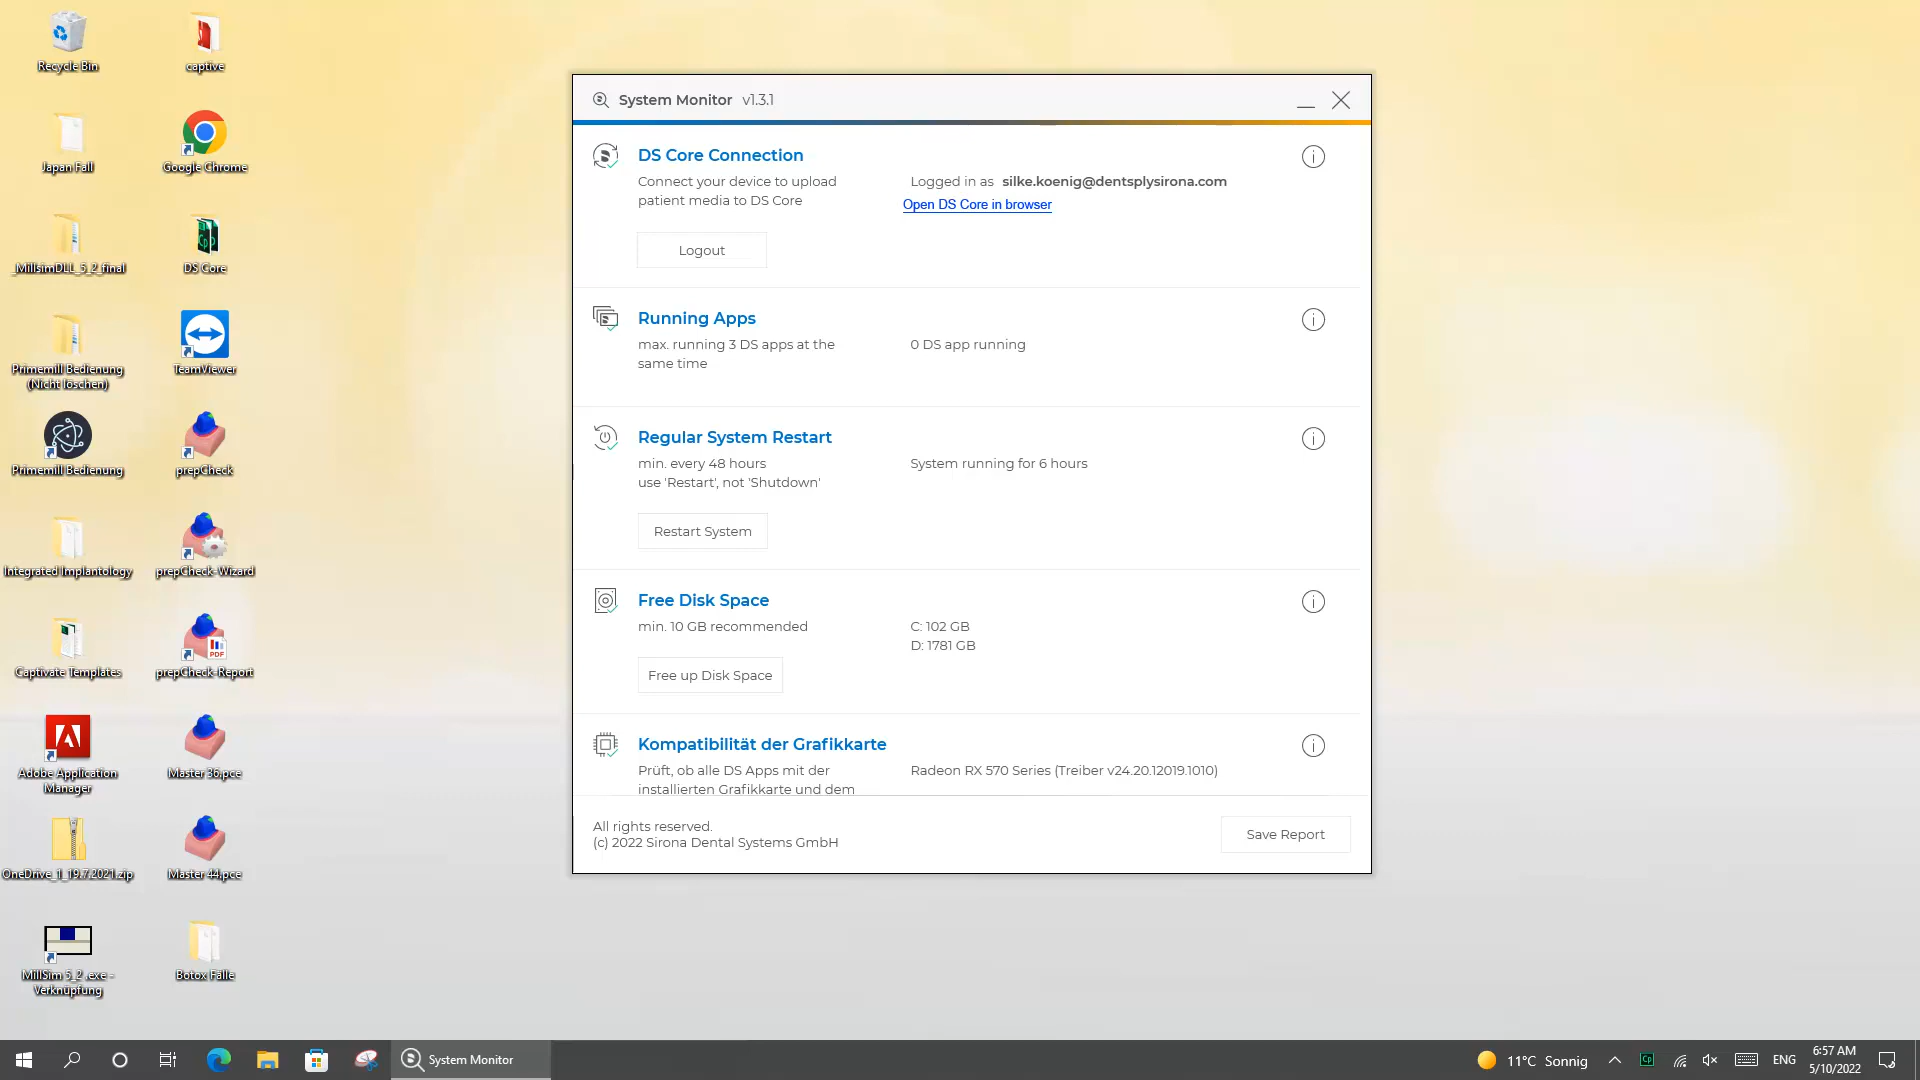 Recycle Bin
captive
Japan Fall
Google Chrome
_MillsimDLL_5_2_final
DS Core
Primemill Bedienung
(Nicht löschen)
TeamViewer
Primemill Bedienung
prepCheck
Integrated Implantology
prepCheck-Wizard
Captivate Templates
prepCheck-Report
Adobe Application
Manager
Master 36.pce
OneDrive_1_19.7.2021.zip
Master 44.pce
MillSim 5_2 .exe -
Verknüpfung
Botox Fälle
System Monitor v1.3.1
DS Core Connection
Connect your device to upload
patient media to DS Core
Logged in as silke.koenig@dentsplysirona.com
Open DS Core in browser
Logout
Running Apps
max. running 3 DS apps at the
same time
0 DS app running
Regular System Restart
min. every 48 hours
use 'Restart', not 'Shutdown'
System running for 6 hours
Restart System
Free Disk Space
min. 10 GB recommended
C: 102 GB
D: 1781 GB
Free up Disk Space
Kompatibilität der Grafikkarte
Prüft, ob alle DS Apps mit der
installierten Grafikkarte und dem
Radeon RX 570 Series (Treiber v24.20.12019.1010)
All rights reserved.
(c) 2022 Sirona Dental Systems GmbH
Save Report
System Monitor
11°C Sonnig
Cp
ENG
6:57 AM
5/10/2022